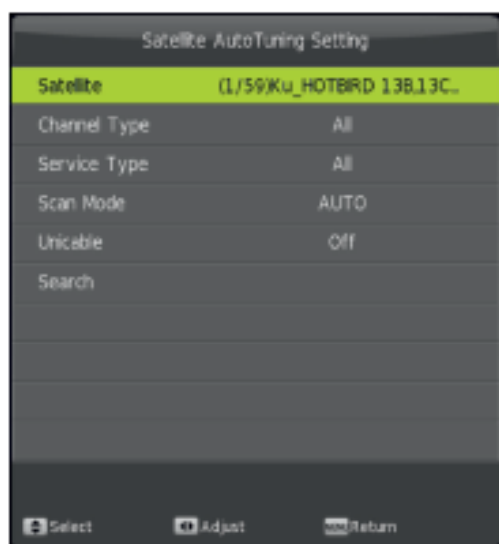 Satellite AutoTuning Setting
Satellite (1/59)Ku_HOTBIRD 13B,13C...
Channel Type All
Service Type All
Scan Mode AUTO
Unicable Off
Search
Select Adjust MENU Return